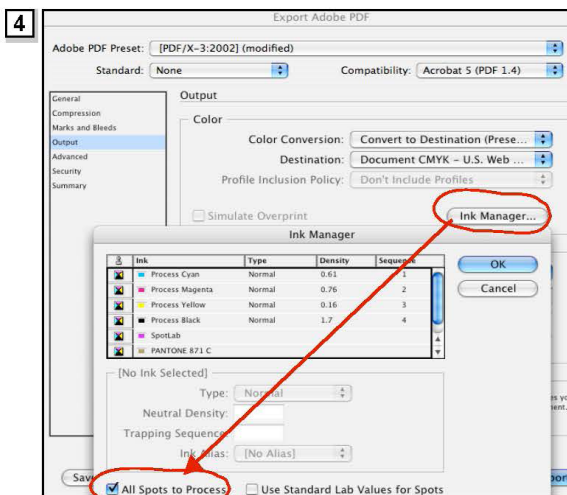 4
Export Adobe PDF
Adobe PDF Preset: [PDF/X-3:2002] (modified)
Standard: None Compatibility: Acrobat 5 (PDF 1.4)
General
Compression
Marks and Bleeds
Output
Advanced
Security
Summary
Output
Color
Color Conversion: Convert to Destination (Prese...
Destination: Document CMYK - U.S. Web ...
Profile Inclusion Policy: Don't Include Profiles
Simulate Overprint Ink Manager...
Ink Manager
Ink Type Density Sequence
Process Cyan Normal 0.61 1
Process Magenta Normal 0.76 2
Process Yellow Normal 0.16 3
Process Black Normal 1.7 4
SpotLab
PANTONE 871 C
OK
Cancel
[No Ink Selected]
Type: Normal
Neutral Density:
Trapping Sequence:
Ink Alias: [No Alias]
All Spots to Process Use Standard Lab Values for Spots